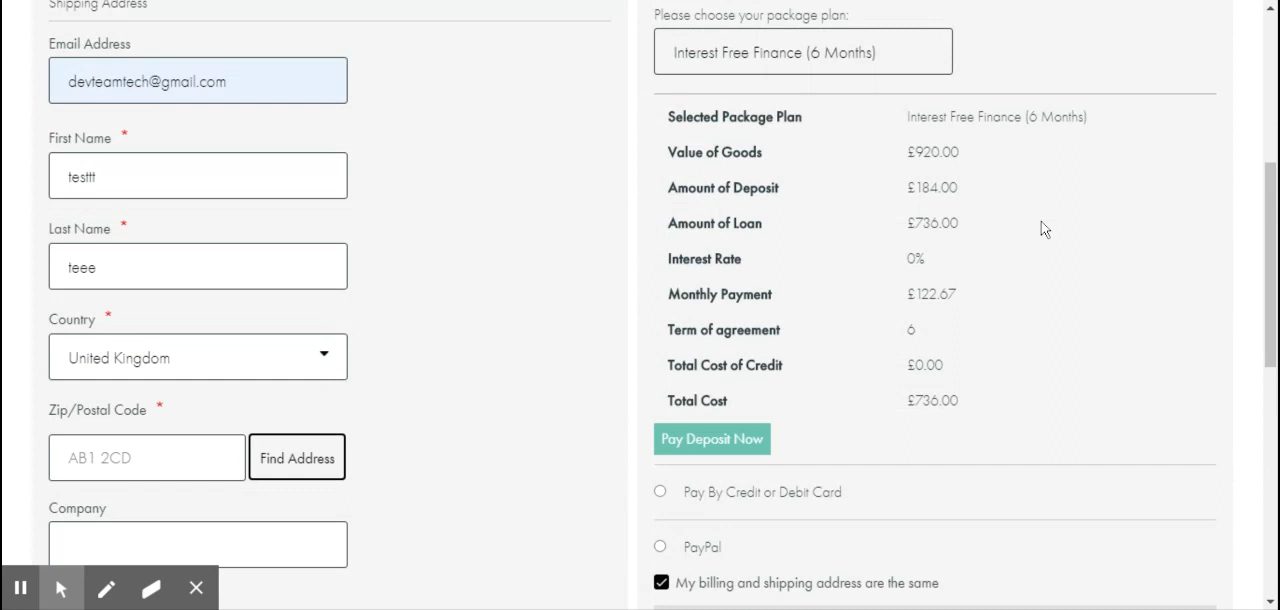 Shipping Address
Email Address
devteamtech@gmail.com
First Name *
testtt
Last Name *
teee
Country *
United Kingdom
Zip/Postal Code *
AB1 2CD
Find Address
Company
Please choose your package plan:
Interest Free Finance (6 Months)
Selected Package Plan Interest Free Finance (6 Months)
Value of Goods £920.00
Amount of Deposit £184.00
Amount of Loan £736.00
Interest Rate 0%
Monthly Payment £122.67
Term of agreement 6
Total Cost of Credit £0.00
Total Cost £736.00
Pay Deposit Now
Pay By Credit or Debit Card
PayPal
My billing and shipping address are the same